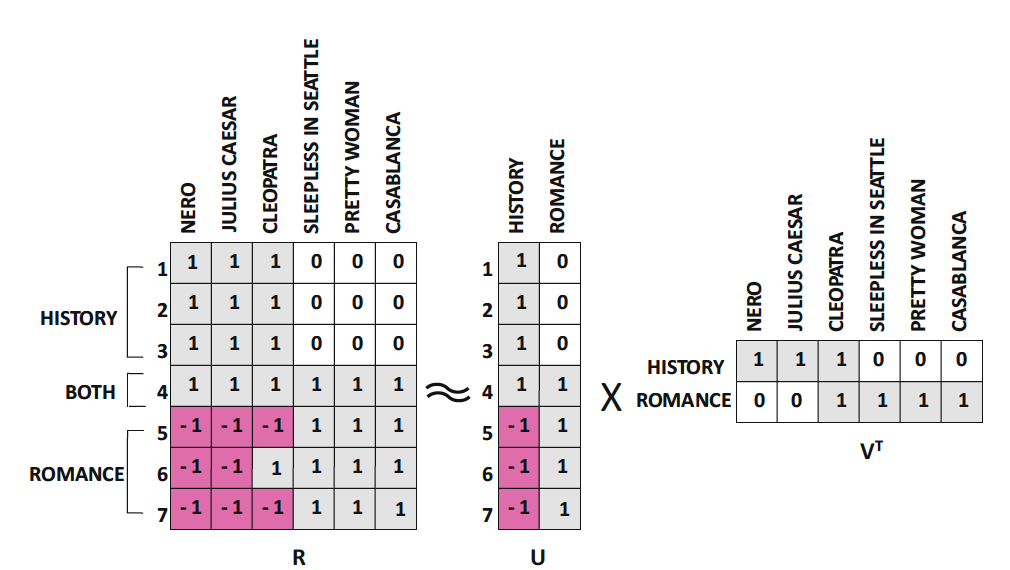 NERO
JULIUS CAESAR
CLEOPATRA
SLEEPLESS IN SEATTLE
PRETTY WOMAN
CASABLANCA
HISTORY
BOTH
ROMANCE
1 1 1 1 0 0 0
2 1 1 1 0 0 0
3 1 1 1 0 0 0
4 1 1 1 1 1 1
5 -1 -1 -1 1 1 1
6 -1 -1 1 1 1 1
7 -1 -1 -1 1 1 1
R
≈
HISTORY
ROMANCE
1 1 0
2 1 0
3 1 0
4 1 1
5 -1 1
6 -1 1
7 -1 1
U
X
NERO
JULIUS CAESAR
CLEOPATRA
SLEEPLESS IN SEATTLE
PRETTY WOMAN
CASABLANCA
HISTORY 1 1 1 0 0 0
ROMANCE 0 0 1 1 1 1
Vᵀ